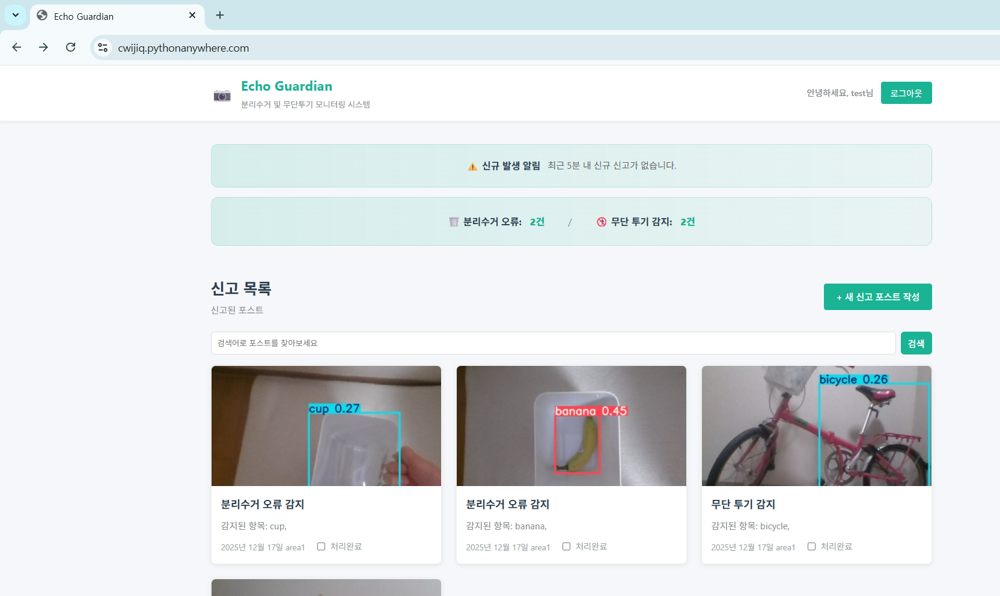 Echo Guardian
cwijiq.pythonanywhere.com
Echo Guardian
분리수거 및 무단투기 모니터링 시스템
안녕하세요, test님
로그아웃
신규 발생 알림 최근 5분 내 신규 신고가 없습니다.
분리수거 오류: 2건 / 무단 투기 감지: 2건
신고 목록
신고된 포스트
+ 새 신고 포스트 작성
검색어로 포스트를 찾아보세요
검색
cup 0.27
banana 0.45
bicycle 0.26
분리수거 오류 감지
감지된 항목: cup,
2025년 12월 17일 area1 처리완료
분리수거 오류 감지
감지된 항목: banana,
2025년 12월 17일 area1 처리완료
무단 투기 감지
감지된 항목: bicycle,
2025년 12월 17일 area1 처리완료